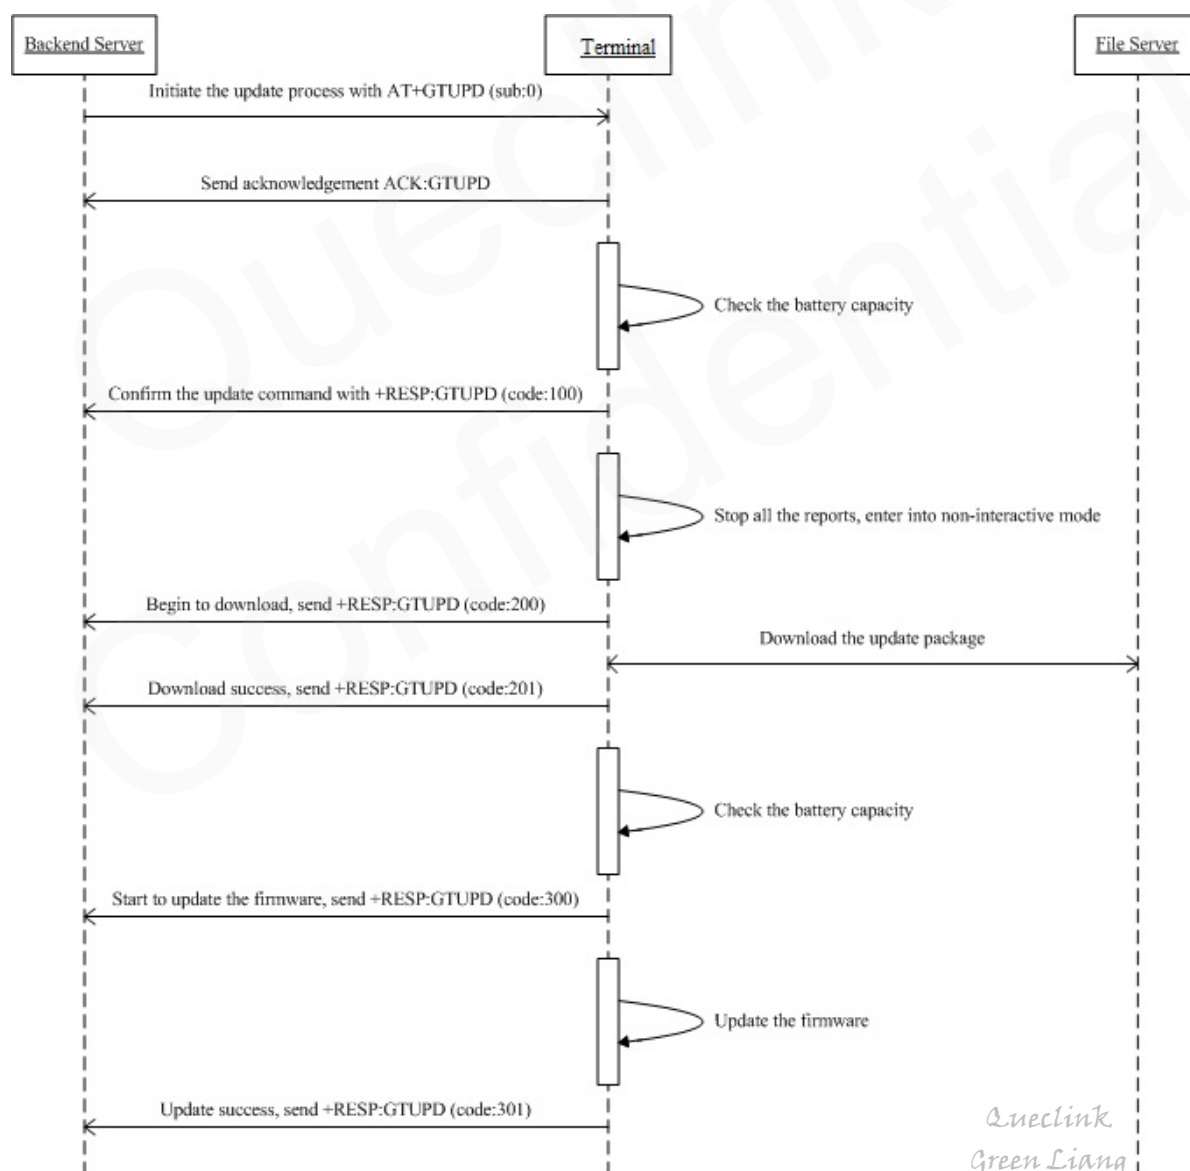 Backend Server
Terminal
File Server
Initiate the update process with AT+GTUPD (sub:0)
Send acknowledgement ACK:GTUPD
Check the battery capacity
Confirm the update command with +RESP:GTUPD (code:100)
Stop all the reports, enter into non-interactive mode
Begin to download, send +RESP:GTUPD (code:200)
Download the update package
Download success, send +RESP:GTUPD (code:201)
Check the battery capacity
Start to update the firmware, send +RESP:GTUPD (code:300)
Update the firmware
Update success, send +RESP:GTUPD (code:301)
Queclink
Confidential
Queclink
Green Liang